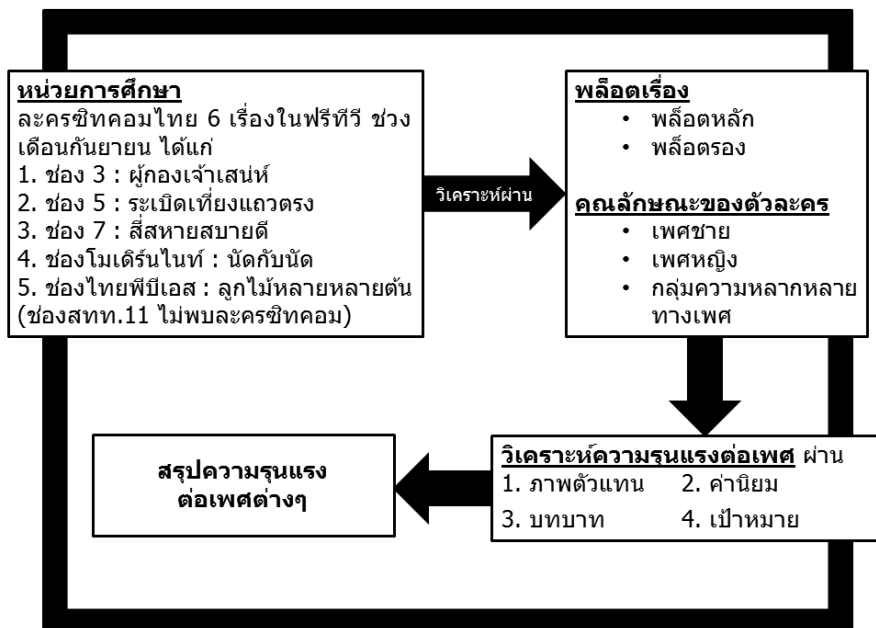 หน่วยการศึกษา
ละครซิทคอมไทย 6 เรื่องในฟรีทีวี ช่วง
เดือนกันยายน ได้แก่
1. ช่อง 3 : ผู้กองเจ้าเสน่ห์
2. ช่อง 5 : ระเบิดเที่ยงแถวตรง
3. ช่อง 7 : สี่สหายสบายดี
4. ช่องโมเดิร์นไนท์ : นัดกับนัด
5. ช่องไทยพีบีเอส : ลูกไม้หลายหลายต้น
(ช่องสทท.11 ไม่พบละครซิทคอม)
วิเคราะห์ผ่าน
พล็อตเรื่อง
• พล็อตหลัก
• พล็อตรอง
คุณลักษณะของตัวละคร
• เพศชาย
• เพศหญิง
• กลุ่มความหลากหลาย
ทางเพศ
วิเคราะห์ความรุนแรงต่อเพศ ผ่าน
1. ภาพตัวแทน 2. ค่านิยม
3. บทบาท 4. เป้าหมาย
สรุปความรุนแรง
ต่อเพศต่างๆ